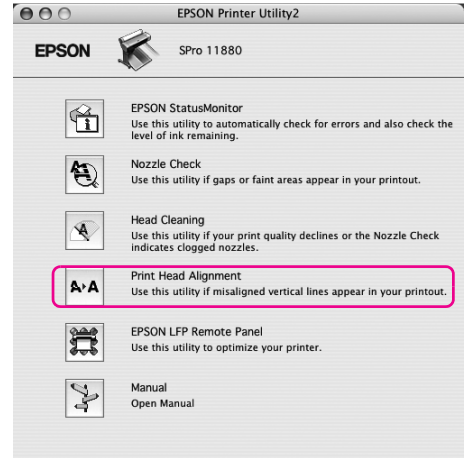 EPSON Printer Utility2
EPSON
SPro 11880
EPSON StatusMonitor
Use this utility to automatically check for errors and also check the
level of ink remaining.
Nozzle Check
Use this utility if gaps or faint areas appear in your printout.
Head Cleaning
Use this utility if your print quality declines or the Nozzle Check
indicates clogged nozzles.
A›A
Print Head Alignment
Use this utility if misaligned vertical lines appear in your printout.
EPSON LFP Remote Panel
Use this utility to optimize your printer.
Manual
Open Manual